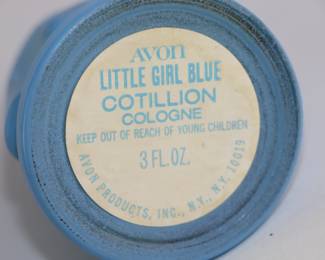 AVON
LITTLE GIRL BLUE
COTILLION
COLOGNE
KEEP OUT OF REACH OF YOUNG CHILDREN
3 FL. OZ.
AVON PRODUCTS, INC., N.Y., N.Y. 10019